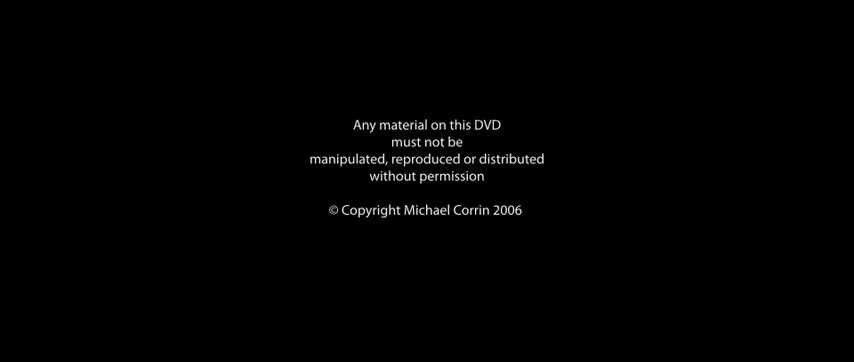 Any material on this DVD
must not be
manipulated, reproduced or distributed
without permission
© Copyright Michael Corrin 2006